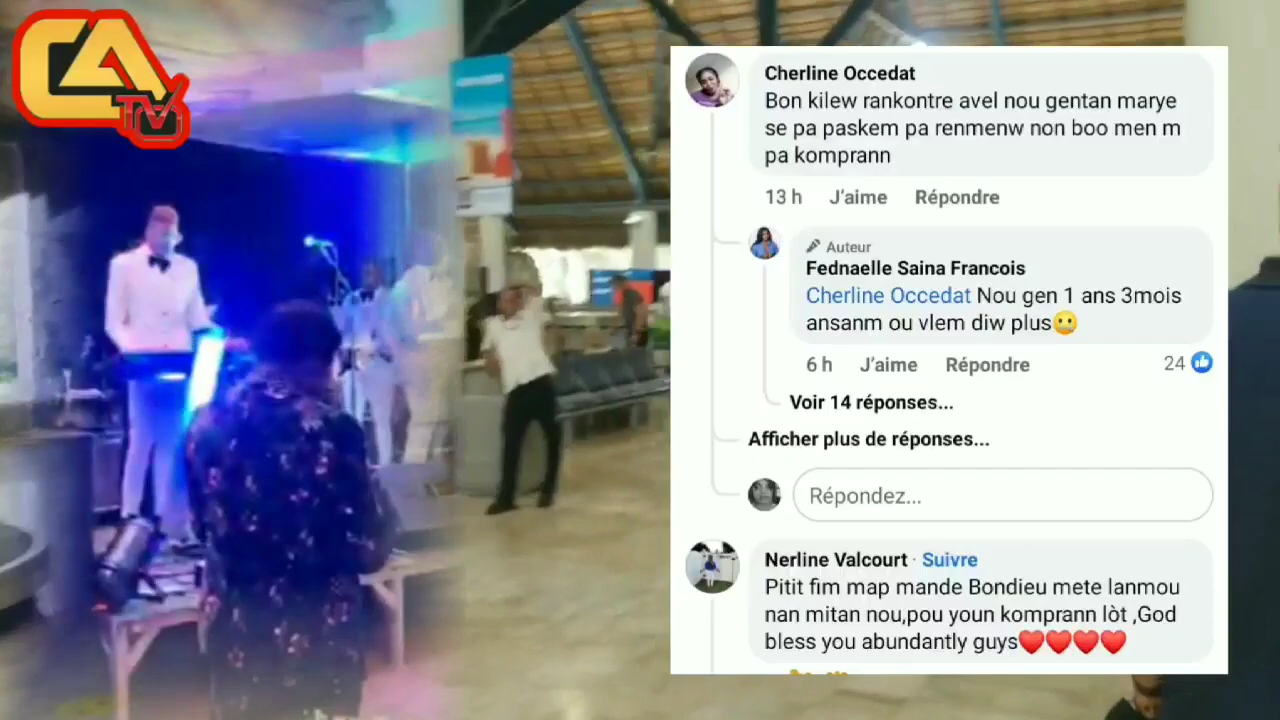 CA
TV
Cherline Occedat
Bon kilew rankontre avel nou gentan marye
se pa paskem pa renmenw non boo men m
pa komprann
13 h J'aime Répondre
Auteur
Fednaelle Saina Francois
Cherline Occedat Nou gen 1 ans 3mois
ansanm ou vlem diw plus🤐
6 h J'aime Répondre 24
Voir 14 réponses...
Afficher plus de réponses...
Répondez...
Nerline Valcourt · Suivre
Pitit fim map mande Bondieu mete lanmou
nan mitan nou,pou youn komprann lòt ,God
bless you abundantly guys♥♥♥♥